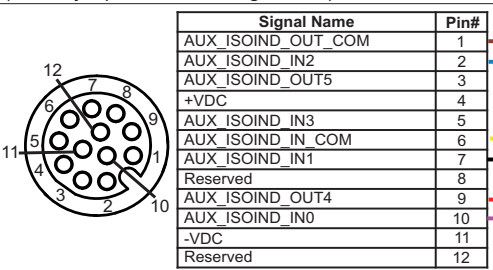 Signal Name Pin#
AUX_ISOIND_OUT_COM 1
AUX_ISOIND_IN2 2
AUX_ISOIND_OUT5 3
+VDC 4
AUX_ISOIND_IN3 5
AUX_ISOIND_IN_COM 6
AUX_ISOIND_IN1 7
Reserved 8
AUX_ISOIND_OUT4 9
AUX_ISOIND_IN0 10
-VDC 11
Reserved 12
12
7
8
6
9
5
11
1
4
3
2
10